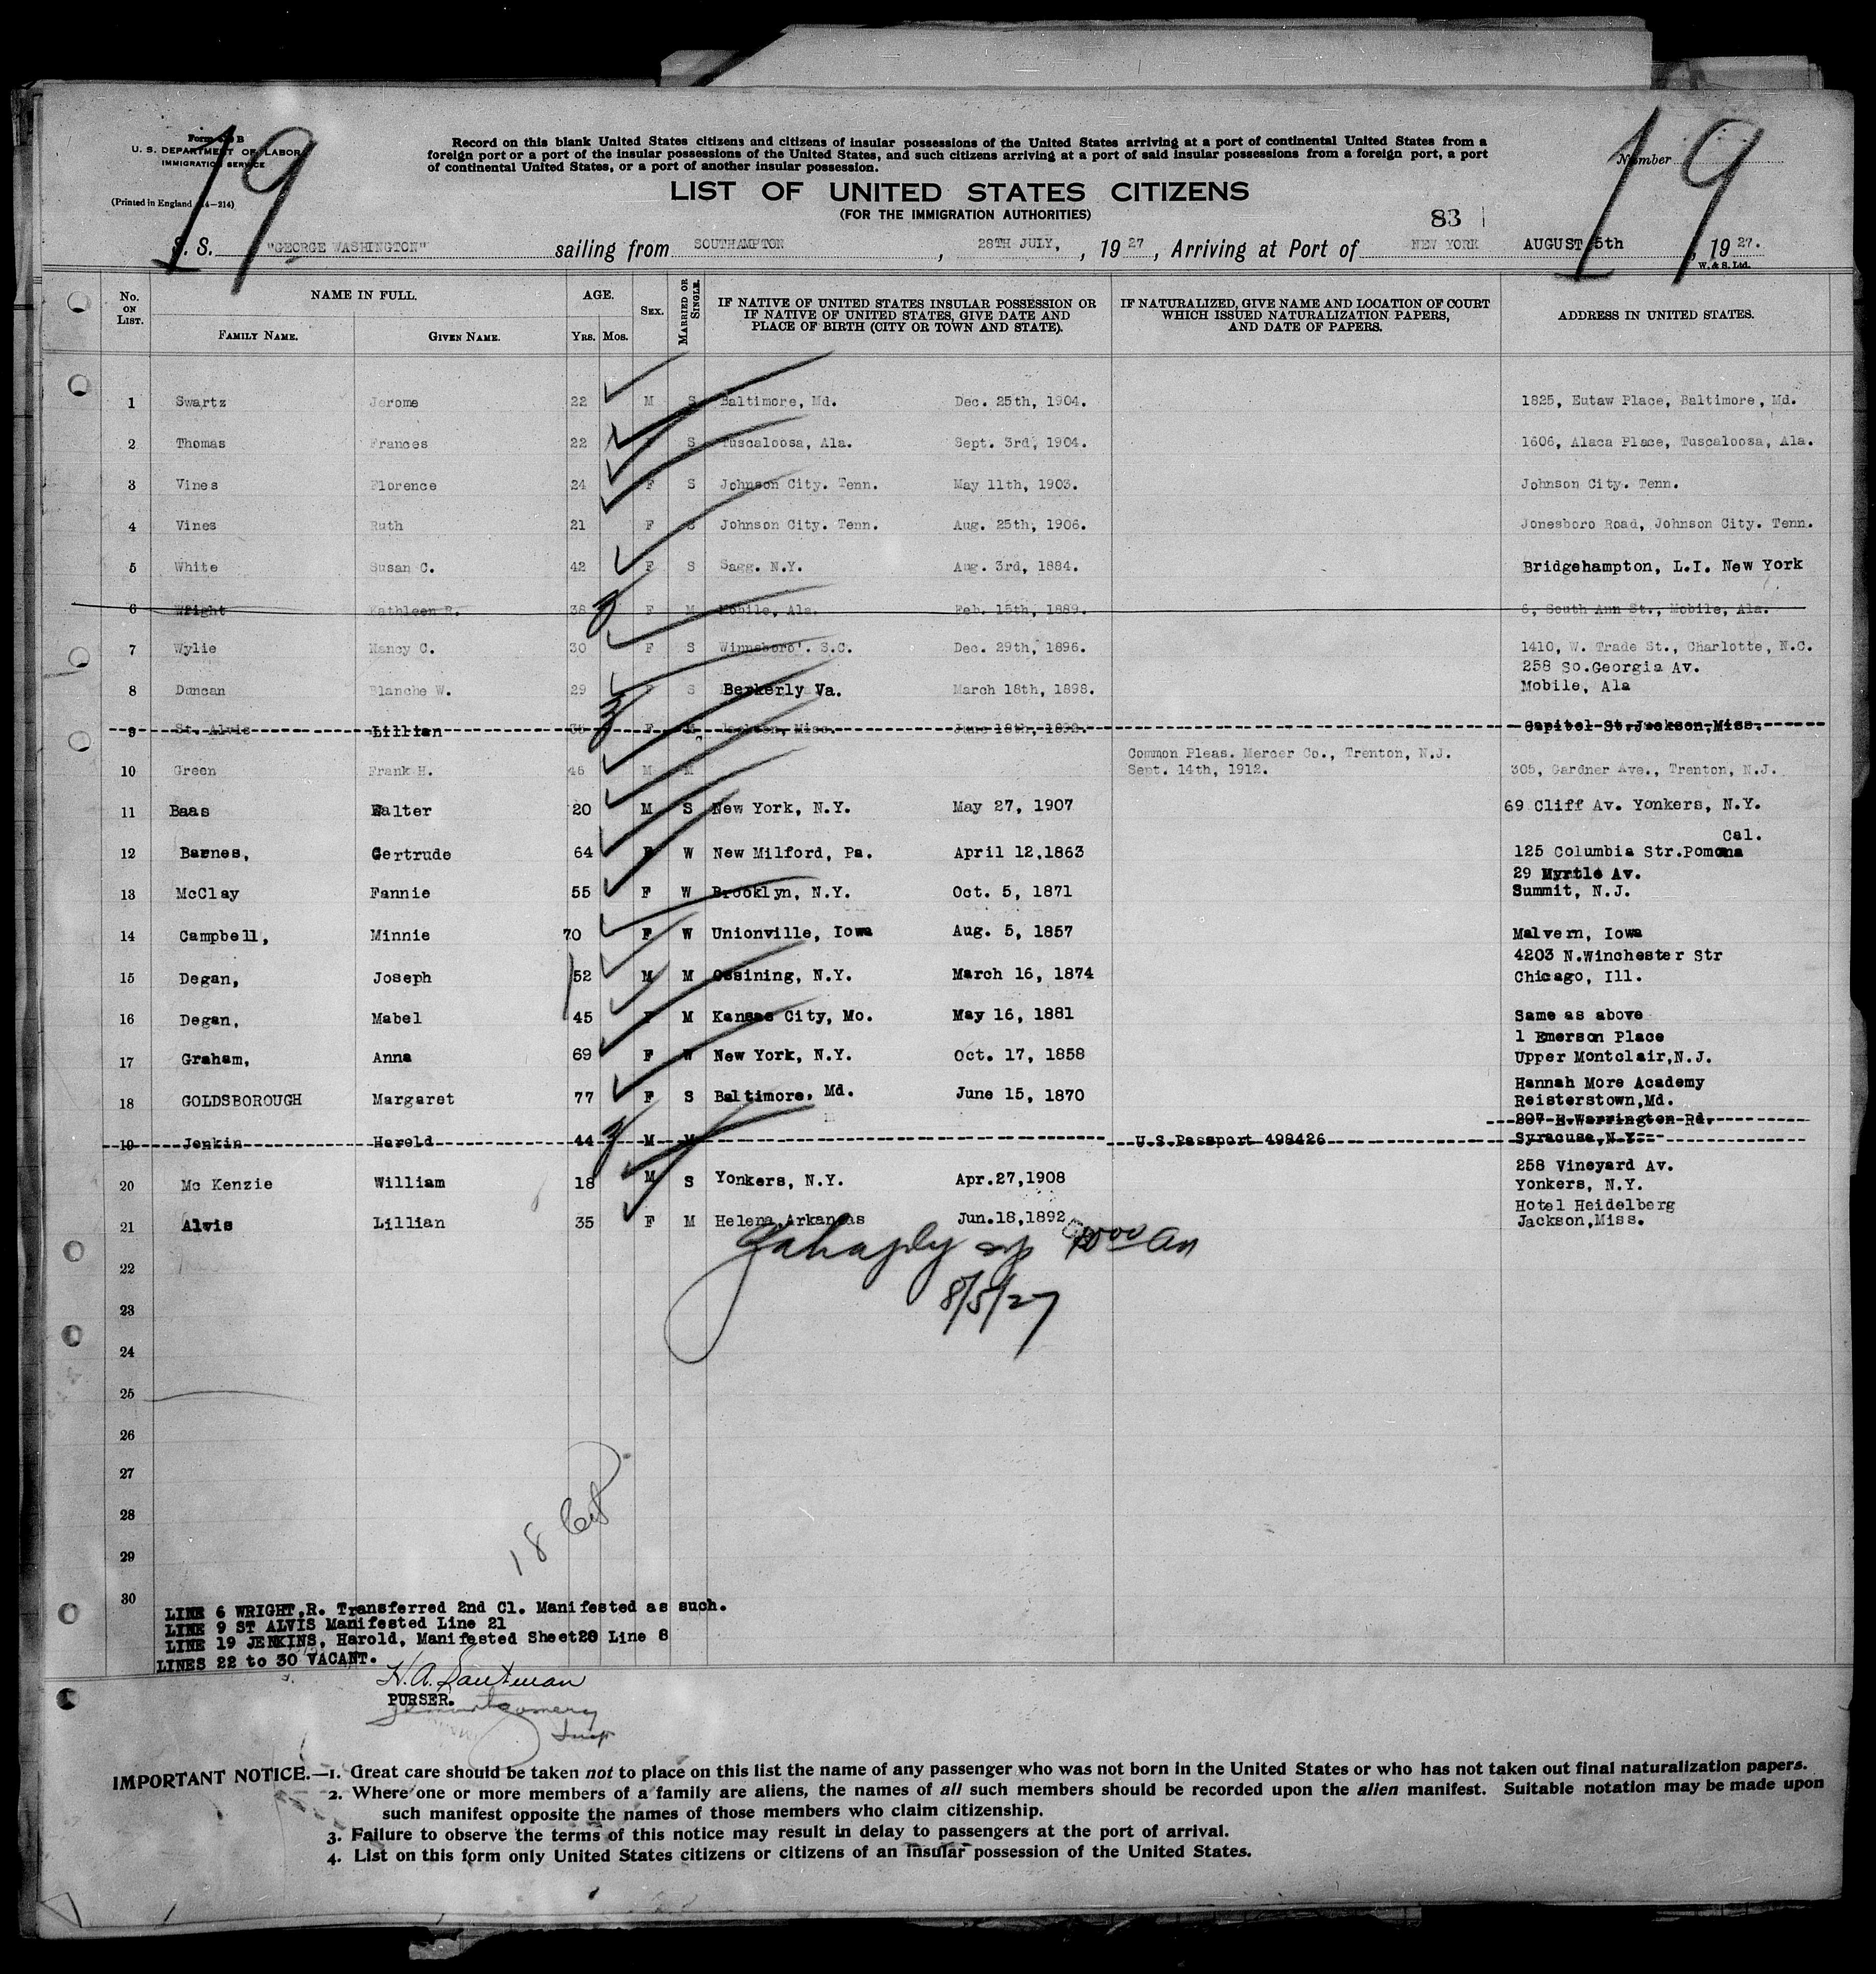 19
19
Form B
U. S. DEPARTMENT OF LABOR
IMMIGRATION SERVICE
(Printed in England
Record on this blank United States citizens and citizens of insular possessions of the United States arriving at a port of continental United States from a
foreign port or a port of the insular possessions of the United States, and such citizens arriving at a port of said insular possessions from a foreign port, a port
of continental United States, or a port of another insular possession.
Number
LIST OF UNITED STATES CITIZENS
(FOR THE IMMIGRATION AUTHORITIES)
83
S. S. "GEORGE WASHINGTON" sailing from SOUTHAMPTON, 28TH JULY, 1927, Arriving at Port of NEW YORK AUGUST 5th, 1927.
W. & S. Ltd.
No. ON LIST. NAME IN FULL. AGE. SEX. MARRIED OR SINGLE. IF NATIVE OF UNITED STATES INSULAR POSSESSION OR IF NATIVE OF UNITED STATES, GIVE DATE AND PLACE OF BIRTH (CITY OR TOWN AND STATE). IF NATURALIZED, GIVE NAME AND LOCATION OF COURT WHICH ISSUED NATURALIZATION PAPERS, AND DATE OF PAPERS. ADDRESS IN UNITED STATES.
FAMILY NAME. GIVEN NAME. YRS. MOS.
1 Swartz Jerome 22 M S Baltimore, Md. Dec. 25th, 1904. 1825, Eutaw Place, Baltimore, Md.
2 Thomas Frances 22 S Tuscaloosa, Ala. Sept. 3rd, 1904. 1606, Alaca Place, Tuscaloosa, Ala.
3 Vines Florence 24 F S Johnson City. Tenn. May 11th, 1903. Johnson City. Tenn.
4 Vines Ruth 21 F S Johnson City. Tenn. Aug. 25th, 1906. Jonesboro Road, Johnson City. Tenn.
5 White Susan C. 42 F S Sagg. N.Y. Aug. 3rd, 1884. Bridgehampton, L.I. New York
6 Wright Kathleen R. 38 F M Mobile, Ala. Feb. 15th, 1889. 6, South Ann St., Mobile, Ala.
7 Wylie Nancy C. 30 F S Winnsboro'. S.C. Dec. 29th, 1896. 1410, W. Trade St., Charlotte, N.C.
258 So.Georgia Av.
8 Duncan Blanche W. 29 S Berkerly Va. March 18th, 1898. Mobile, Ala
9 St. Alvis Lillian 35 F M Jackson, Miss. June 18th, 1892. Capitol St.Jackson,Miss.
Common Pleas. Mercer Co., Trenton, N.J.
10 Green Frank H. 46 M M Sept. 14th, 1912. 305, Gardner Ave., Trenton, N.J.
11 Baas Walter 20 M S New York, N.Y. May 27, 1907 69 Cliff Av. Yonkers, N.Y.
Cal.
12 Barnes, Gertrude 64 F W New Milford, Pa. April 12,1863 125 Columbia Str.Pomona
29 Myrtle Av.
13 McClay Fannie 55 F W Brooklyn, N.Y. Oct. 5, 1871 Summit, N.J.
14 Campbell, Minnie 70 F W Unionville, Iowa Aug. 5, 1857 Malvern, Iowa
4203 N.Winchester Str
15 Degan, Joseph 52 M M Ossining, N.Y. March 16, 1874 Chicago, Ill.
16 Degan, Mabel 45 F M Kansas City, Mo. May 16, 1881 Same as above
1 Emerson Place
17 Graham, Anna 69 F W New York, N.Y. Oct. 17, 1858 Upper Montclair,N.J.
Hannah More Academy
18 GOLDSBOROUGH Margaret 77 F S Baltimore, Md. June 15, 1870 Reisterstown,Md.
207 E.Warrington Rd.
19 Jenkin Harold 44 M M U.S.Passport 498426 Syracuse,N.Y.
258 Vineyard Av.
20 Mc Kenzie William 18 M S Yonkers, N.Y. Apr.27,1908 Yonkers, N.Y.
Hotel Heidelberg
21 Alvis Lillian 35 F M Helena,Arkansas Jun.18,1892 Jackson,Miss.
22
8/5/27
23
24
25
26
27
28
18
29
30
LINE 6 WRIGHT,R. Transferred 2nd Cl. Manifested as such.
LINE 9 ST ALVIS Manifested Line 21
LINE 19 JENKINS, Harold, Manifested Sheet20 Line 8
LINES 22 to 30 VACANT.
H. A. Lautman
PURSER.
Montgomery
Insp
IMPORTANT NOTICE.—1. Great care should be taken not to place on this list the name of any passenger who was not born in the United States or who has not taken out final naturalization papers.
2. Where one or more members of a family are aliens, the names of all such members should be recorded upon the alien manifest. Suitable notation may be made upon
such manifest opposite the names of those members who claim citizenship.
3. Failure to observe the terms of this notice may result in delay to passengers at the port of arrival.
4. List on this form only United States citizens or citizens of an insular possession of the United States.